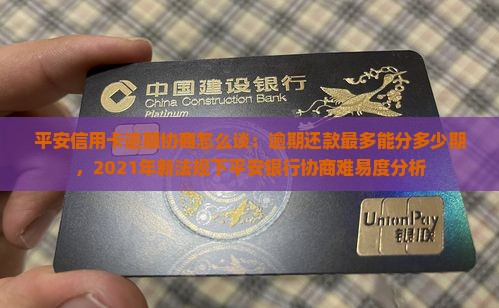 中国建设银行
China Construction Bank
Platinum
平安信用卡逾期协商怎么谈：逾期还款最多能分多少期
，2021年新法规下平安银行协商难易度分析
UnionPay
银联